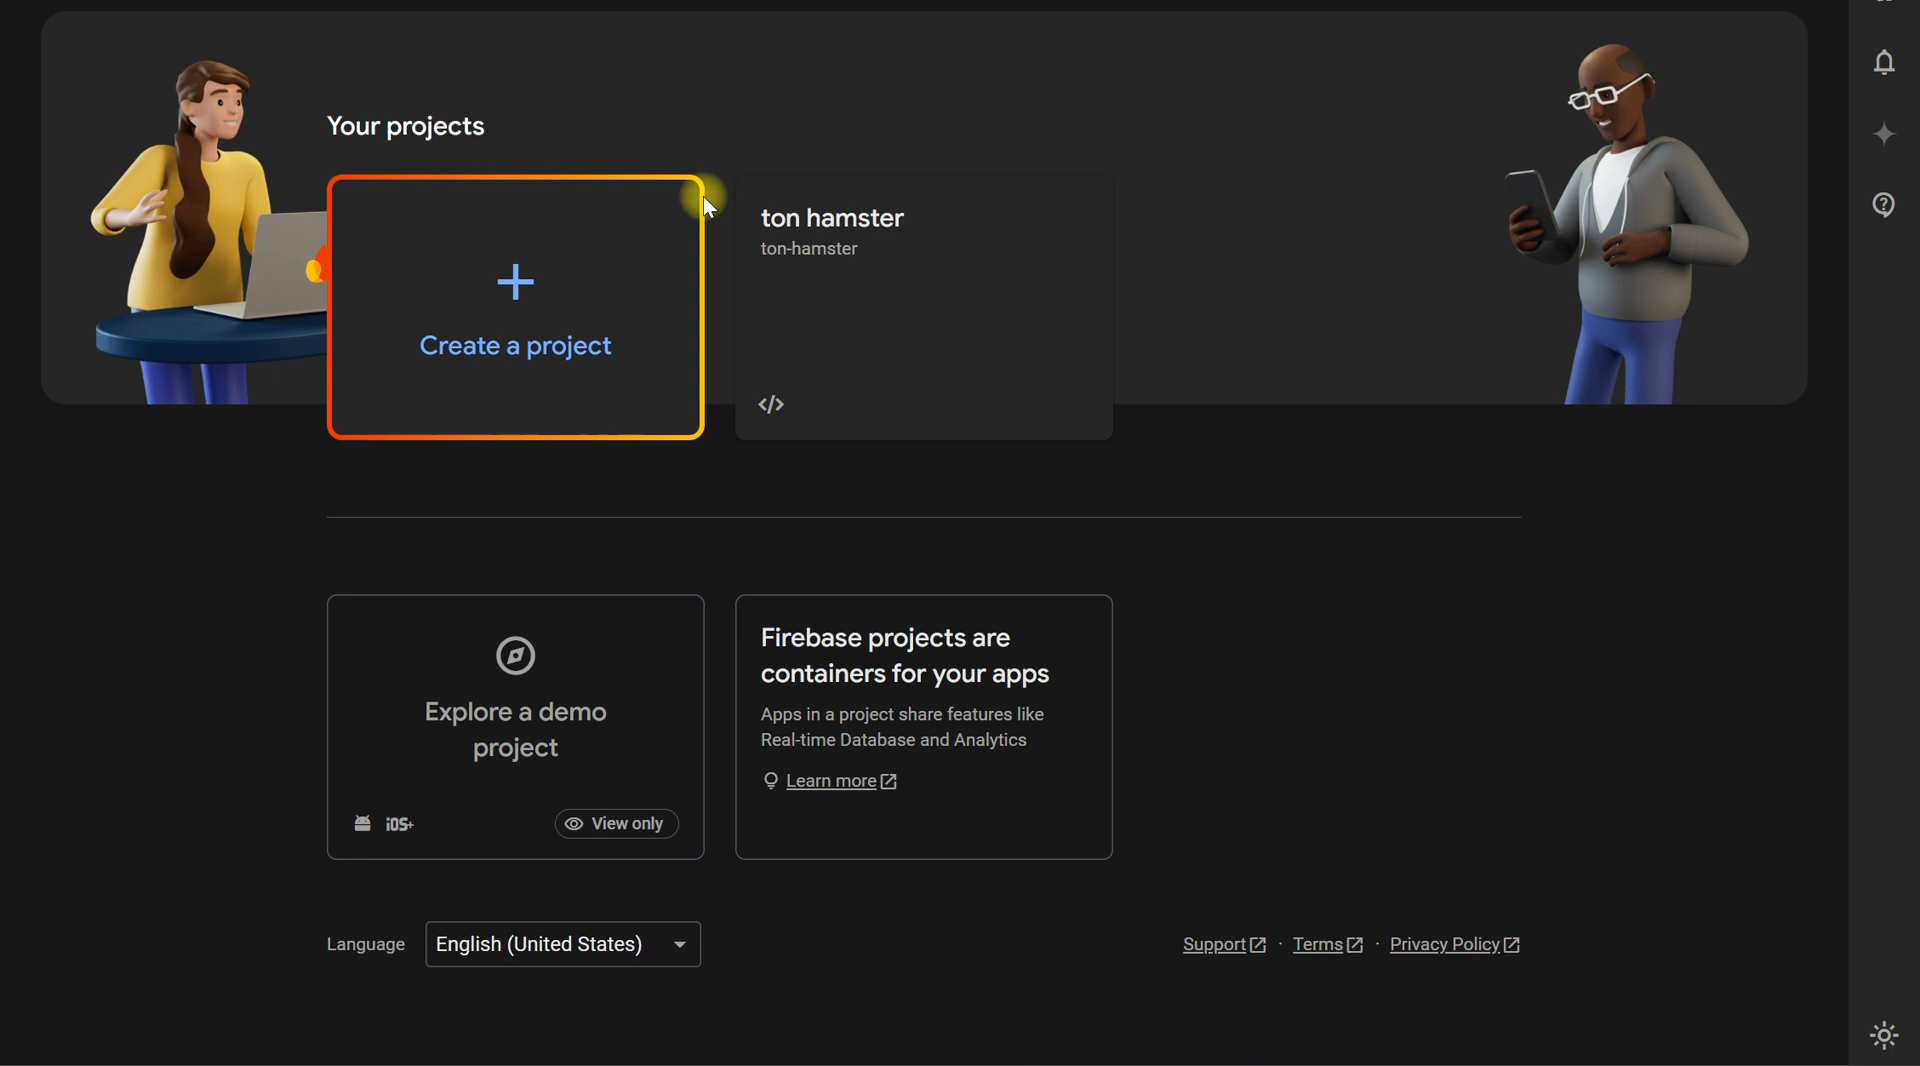 Your projects
Create a project
ton hamster
ton-hamster
</>
Explore a demo
project
iOS+
View only
Firebase projects are
containers for your apps
Apps in a project share features like
Real-time Database and Analytics
Learn more
Language
English (United States)
Support · Terms · Privacy Policy